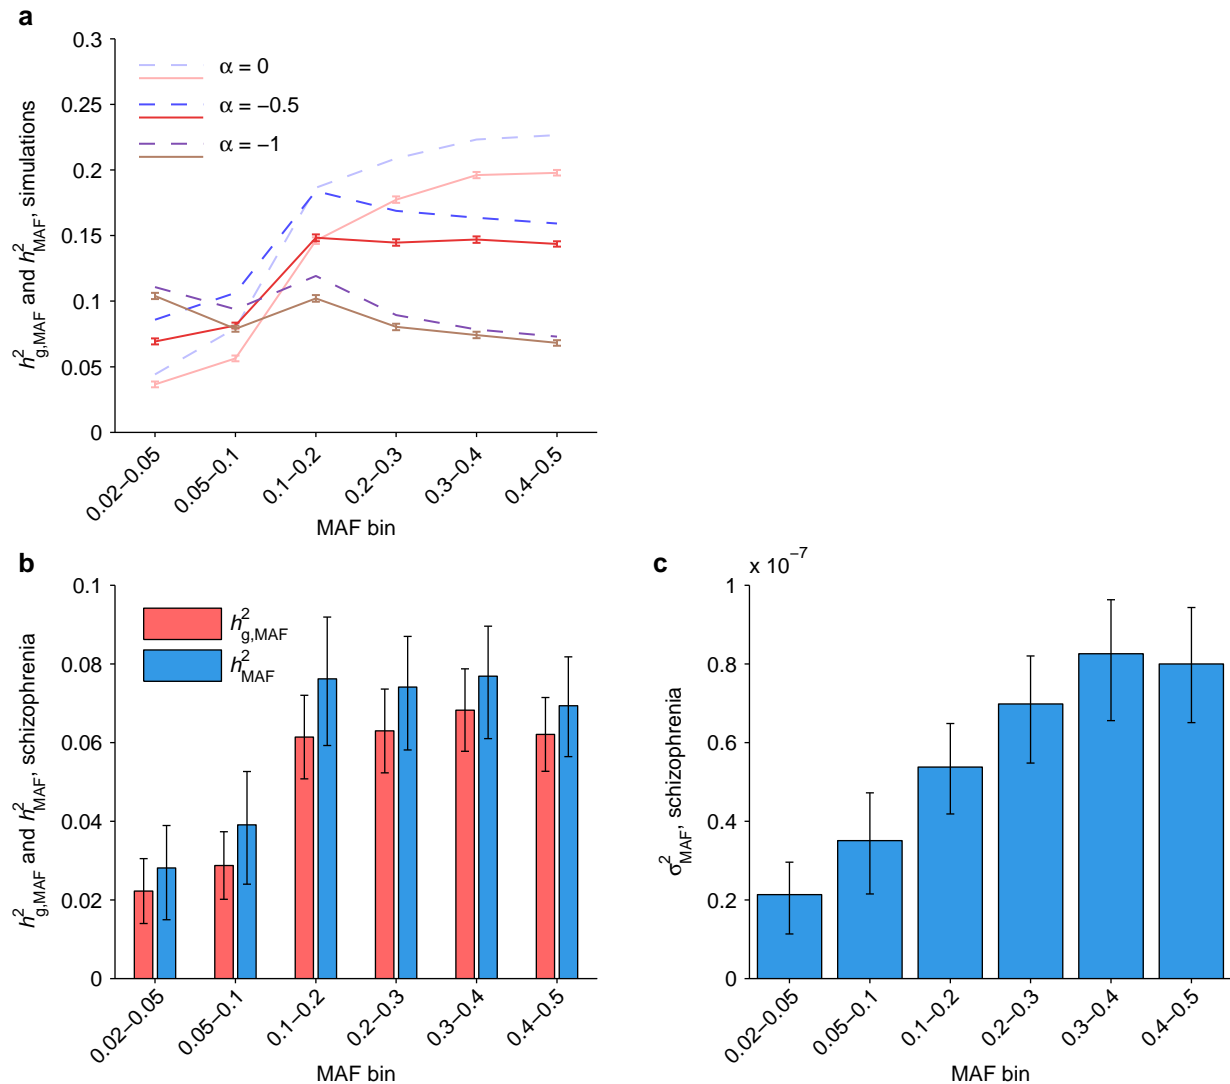 a
h²g,MAF and h²MAF, simulations
0.3
0.25
0.2
0.15
0.1
0.05
0
α = 0
α = −0.5
α = −1
0.02−0.05
0.05−0.1
0.1−0.2
0.2−0.3
0.3−0.4
0.4−0.5
MAF bin
b
h²g,MAF and h²MAF, schizophrenia
0.1
0.08
0.06
0.04
0.02
0
h²g,MAF
h²MAF
0.02−0.05
0.05−0.1
0.1−0.2
0.2−0.3
0.3−0.4
0.4−0.5
MAF bin
c
x 10⁻⁷
σ²MAF, schizophrenia
1
0.8
0.6
0.4
0.2
0
0.02−0.05
0.05−0.1
0.1−0.2
0.2−0.3
0.3−0.4
0.4−0.5
MAF bin